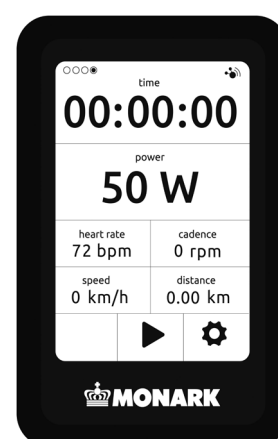 time
00:00:00
power
50 W
heart rate cadence
72 bpm 0 rpm
speed distance
0 km/h 0.00 km
MONARK